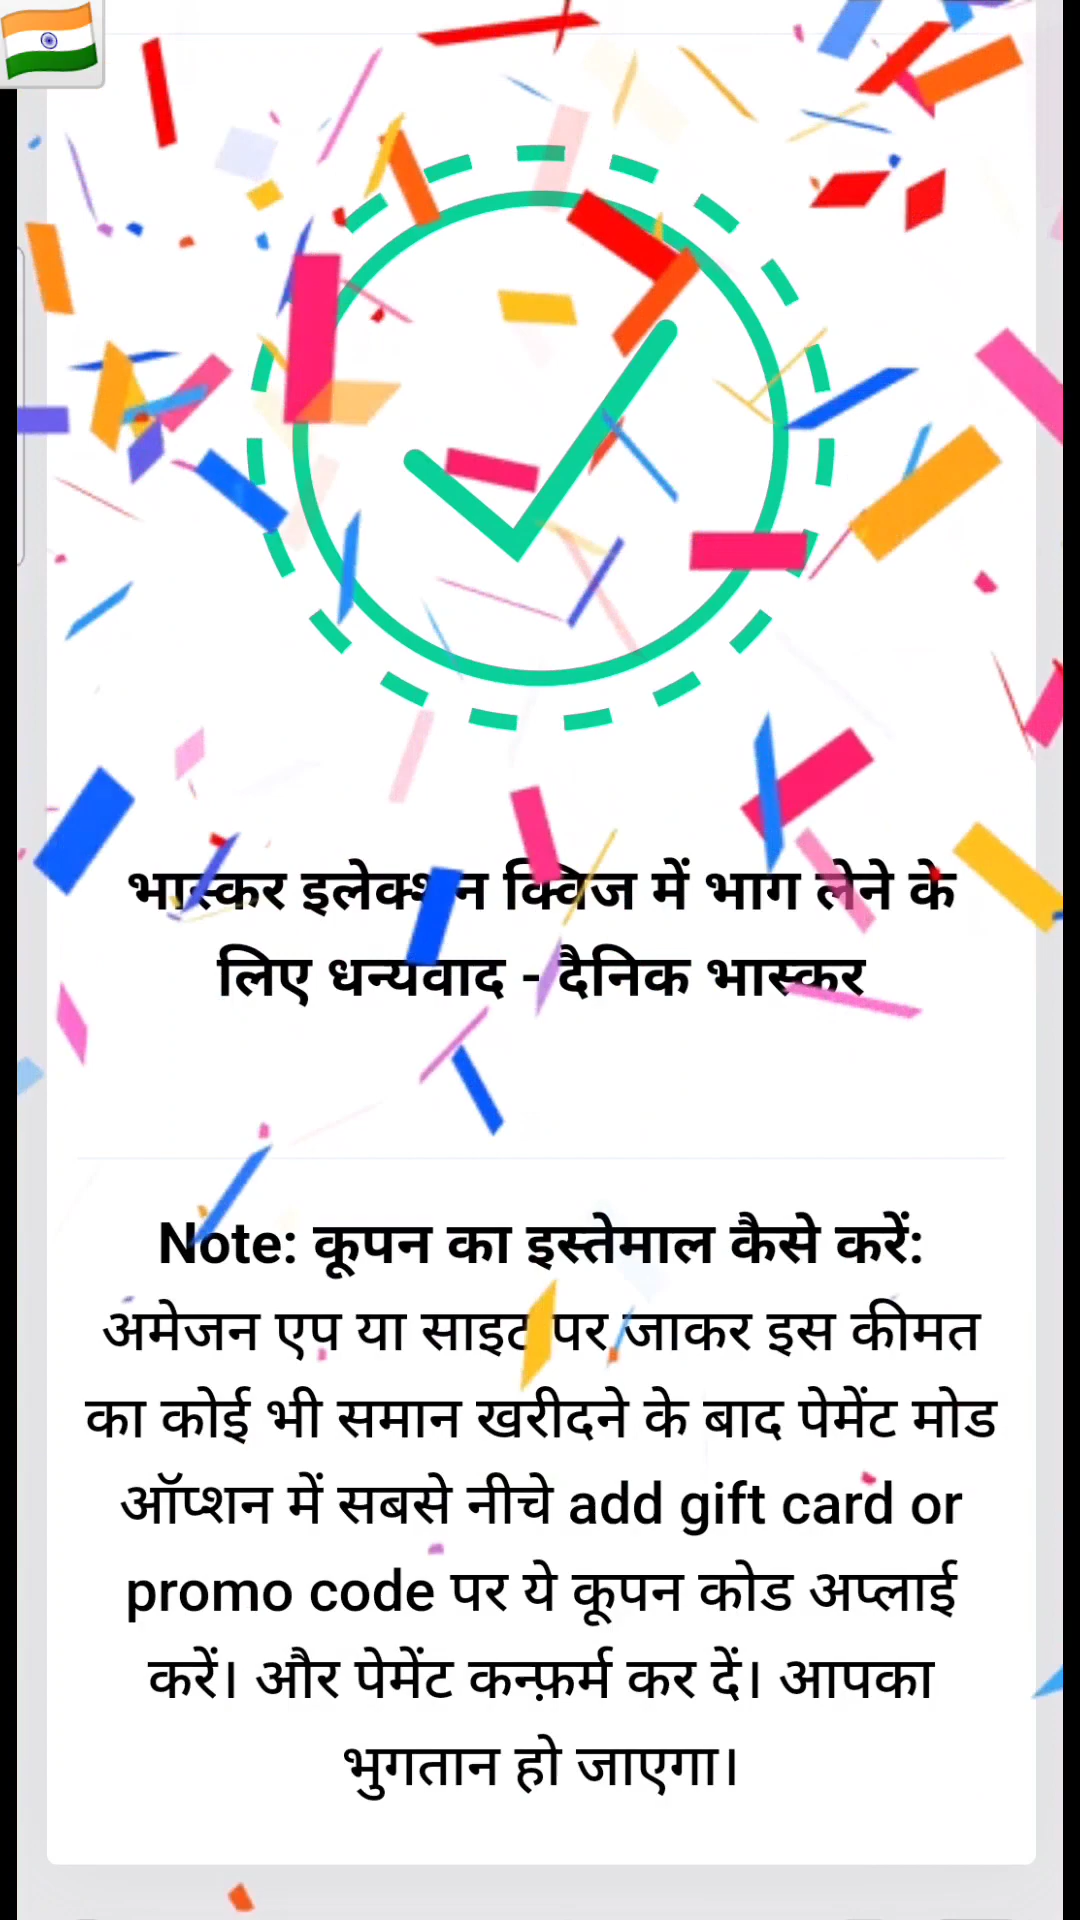 भास्कर इलेक्शन क्विज में भाग लेने के
लिए धन्यवाद - दैनिक भास्कर
Note: कूपन का इस्तेमाल कैसे करें:
अमेजन एप या साइट पर जाकर इस कीमत
का कोई भी समान खरीदने के बाद पेमेंट मोड
ऑप्शन में सबसे नीचे add gift card or
promo code पर ये कूपन कोड अप्लाई
करें। और पेमेंट कन्फ़र्म कर दें। आपका
भुगतान हो जाएगा।